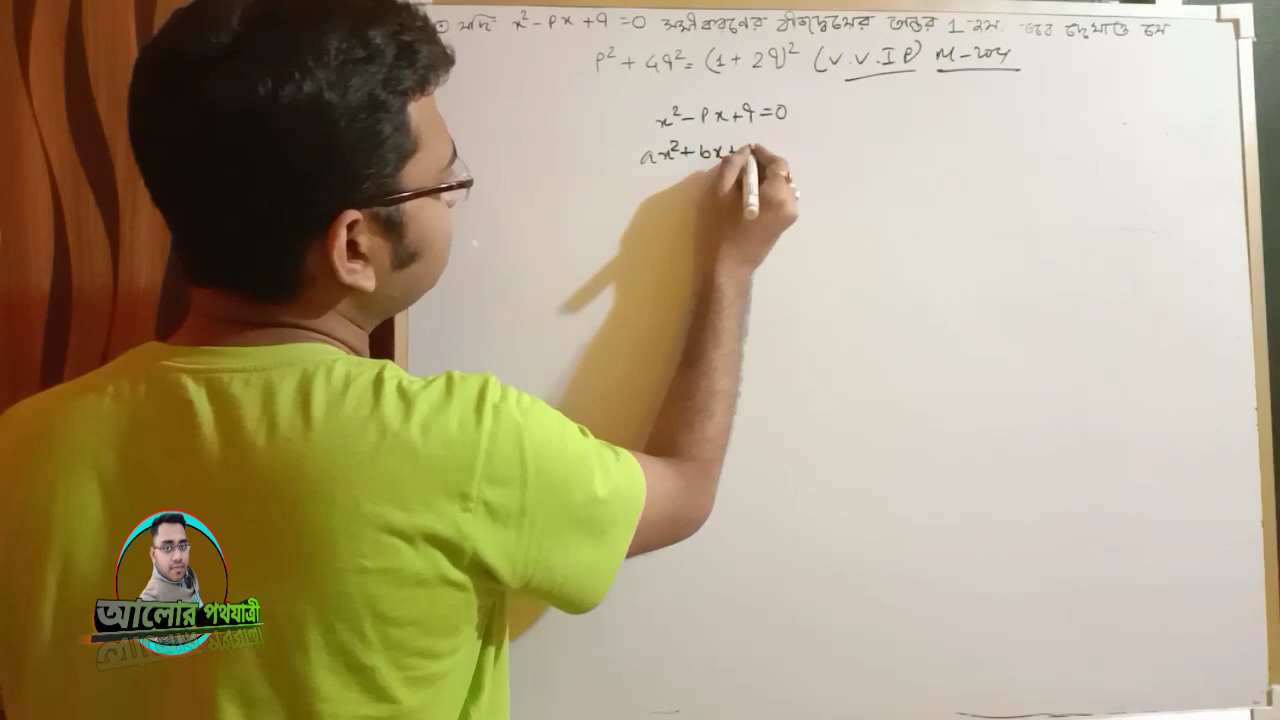 যদি x² - Px + q = 0 সমীকরণের বীজদ্বয়ের অন্তর 1 হয়, তবে দেখাও যে
P² + 4q² = (1 + 2q)² (V.V.I P)
x² - Px + q = 0
ax² + bx +
আলোর পথযাত্রী